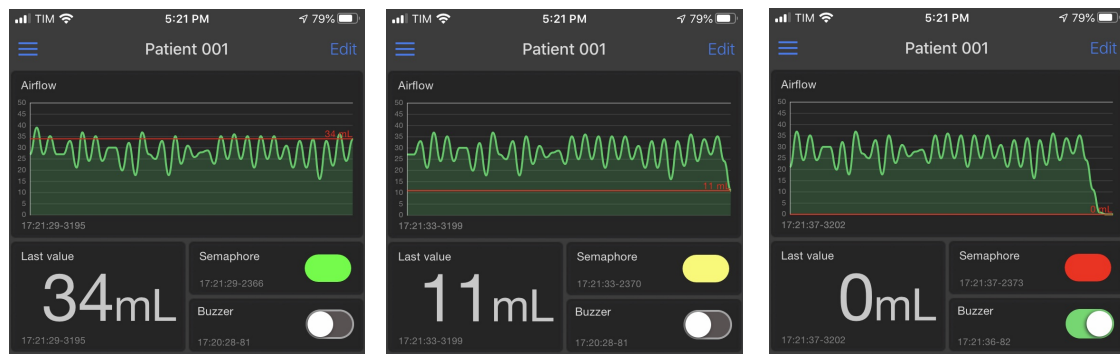 TIM 5:21 PM 79%
Patient 001 Edit
Airflow
50
45
40
35
30
25
20
15
10
5
0
34 mL
17:21:29-3195
Last value
34mL
17:21:29-3195
Semaphore
17:21:29-2366
Buzzer
17:20:28-81
TIM 5:21 PM 79%
Patient 001 Edit
Airflow
50
45
40
35
30
25
20
15
10
5
0
11 mL
17:21:33-3199
Last value
11mL
17:21:33-3199
Semaphore
17:21:33-2370
Buzzer
17:20:28-81
TIM 5:21 PM 79%
Patient 001 Edit
Airflow
50
45
40
35
30
25
20
15
10
5
0
0 mL
17:21:37-3202
Last value
0mL
17:21:37-3202
Semaphore
17:21:37-2373
Buzzer
17:21:36-82